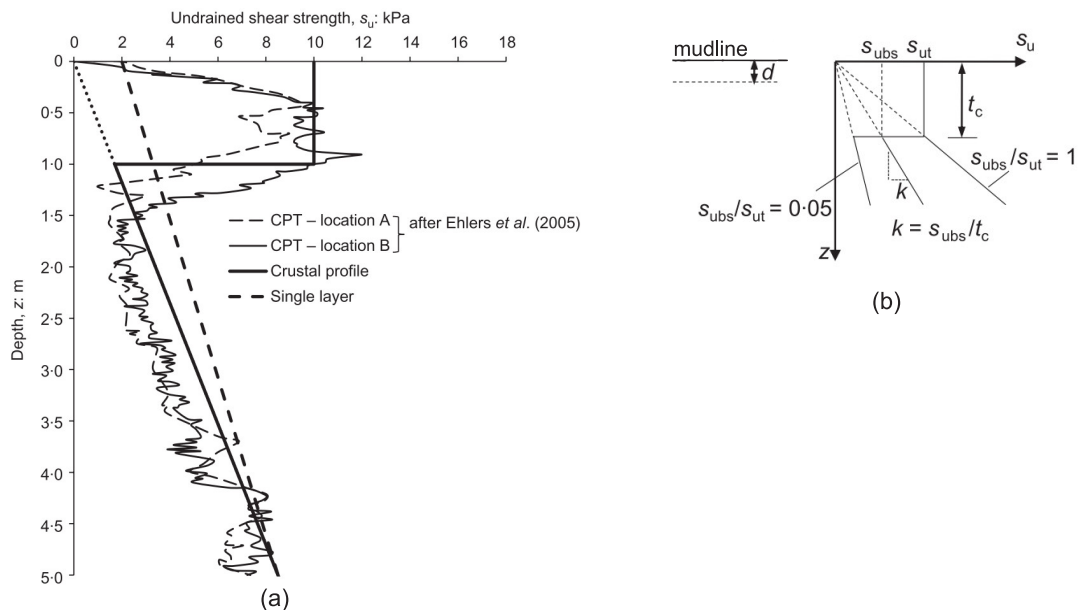 Undrained shear strength, su: kPa
0 2 4 6 8 10 12 14 16 18
0
0·5
1·0
1·5
2·0
2·5
3·0
3·5
4·0
4·5
5·0
Depth, z: m
CPT – location A
CPT – location B
after Ehlers et al. (2005)
Crustal profile
Single layer
(a)
mudline
d
subs
sut
su
tc
subs/sut = 1
k
subs/sut = 0·05
k = subs/tc
z
(b)